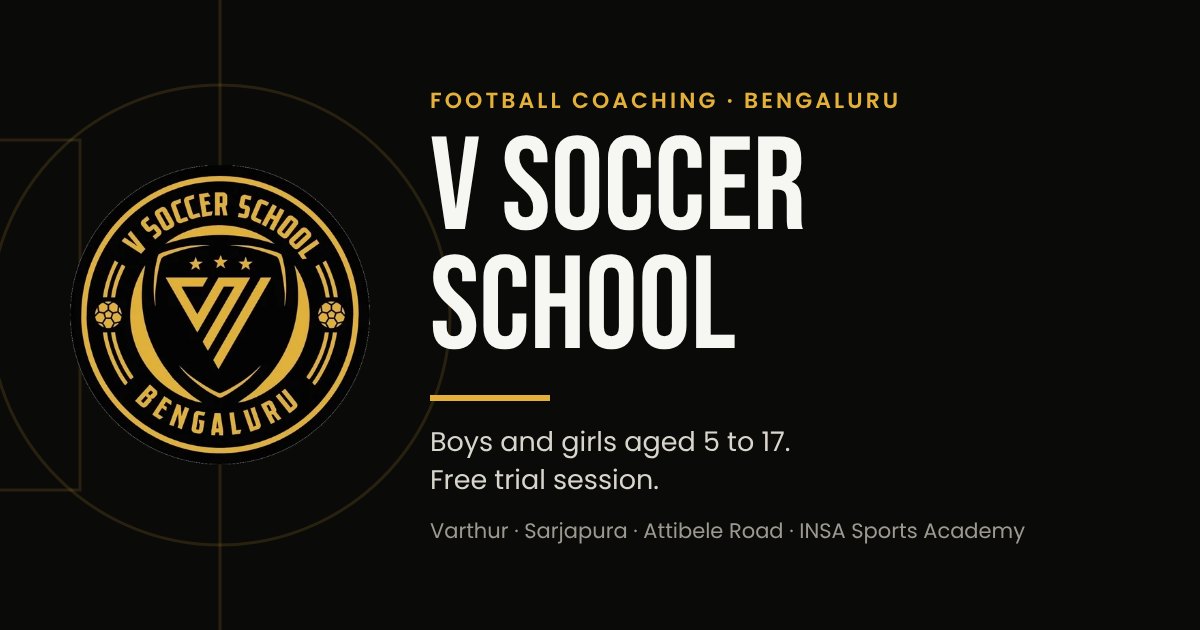 V SOCCER SCHOOL
BENGALURU
FOOTBALL COACHING · BENGALURU
V SOCCER
SCHOOL
Boys and girls aged 5 to 17.
Free trial session.
Varthur · Sarjapura · Attibele Road · INSA Sports Academy